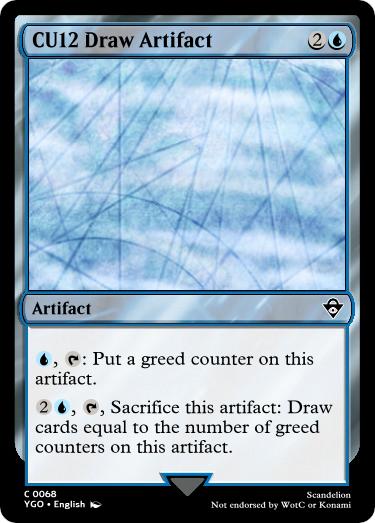 CU12 Draw Artifact 2
Artifact
, : Put a greed counter on this
artifact.
2 , , Sacrifice this artifact: Draw
cards equal to the number of greed
counters on this artifact.
C 0068
YGO • English
Scandelion
Not endorsed by WotC or Konami